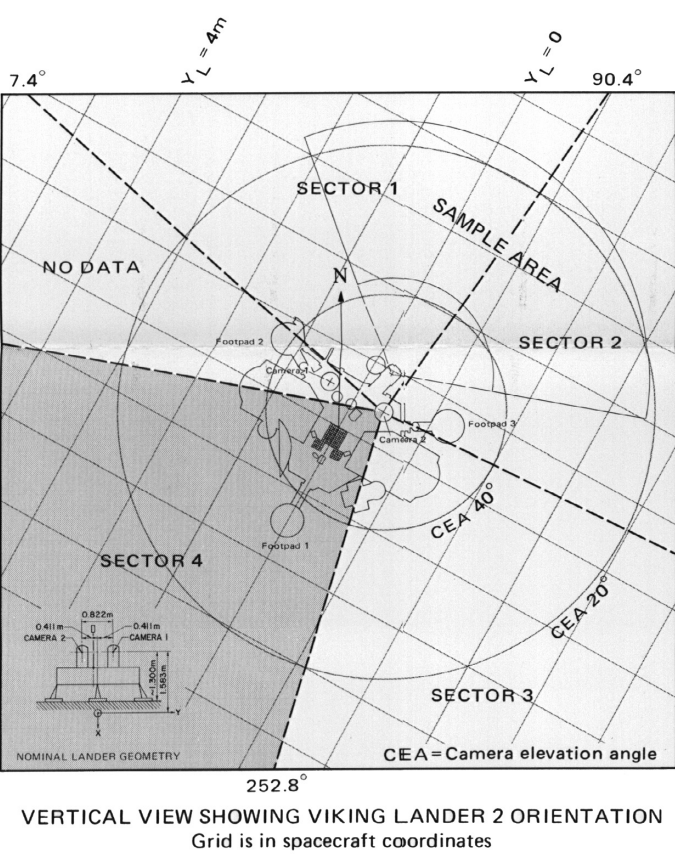 Y_L = 4m
Y_L = 0
7.4°
90.4°
SECTOR 1
SAMPLE AREA
N
NO DATA
Footpad 2
SECTOR 2
Camera 1
Footpad 3
Camera 2
CEA 40°
Footpad 1
SECTOR 4
CEA 20°
0.822m
0.411m
0.411m
CAMERA 2
CAMERA 1
~1.300m
1.583m
Y
X
SECTOR 3
NOMINAL LANDER GEOMETRY
CEA=Camera elevation angle
252.8°
VERTICAL VIEW SHOWING VIKING LANDER 2 ORIENTATION
Grid is in spacecraft coordinates